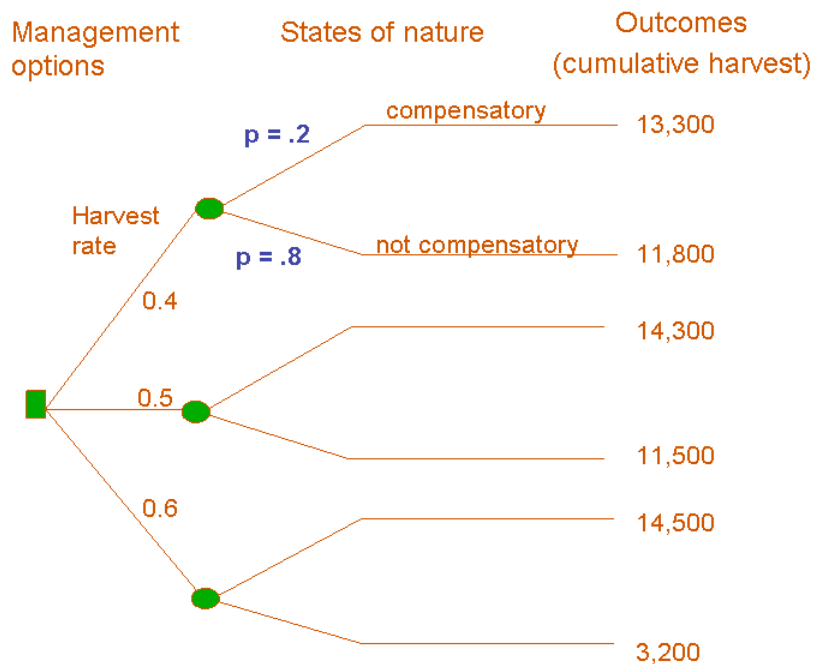 Management
options
States of nature
Outcomes
(cumulative harvest)
compensatory
p = .2
13,300
Harvest
rate
not compensatory
p = .8
11,800
0.4
14,300
0.5
11,500
0.6
14,500
3,200